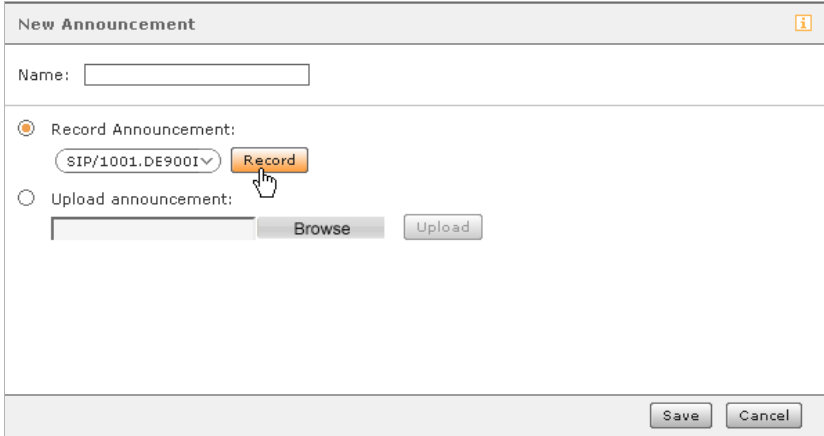 New Announcement i
Name:
Record Announcement:
SIP/1001.DE900I Record
Upload announcement:
Browse Upload
Save Cancel